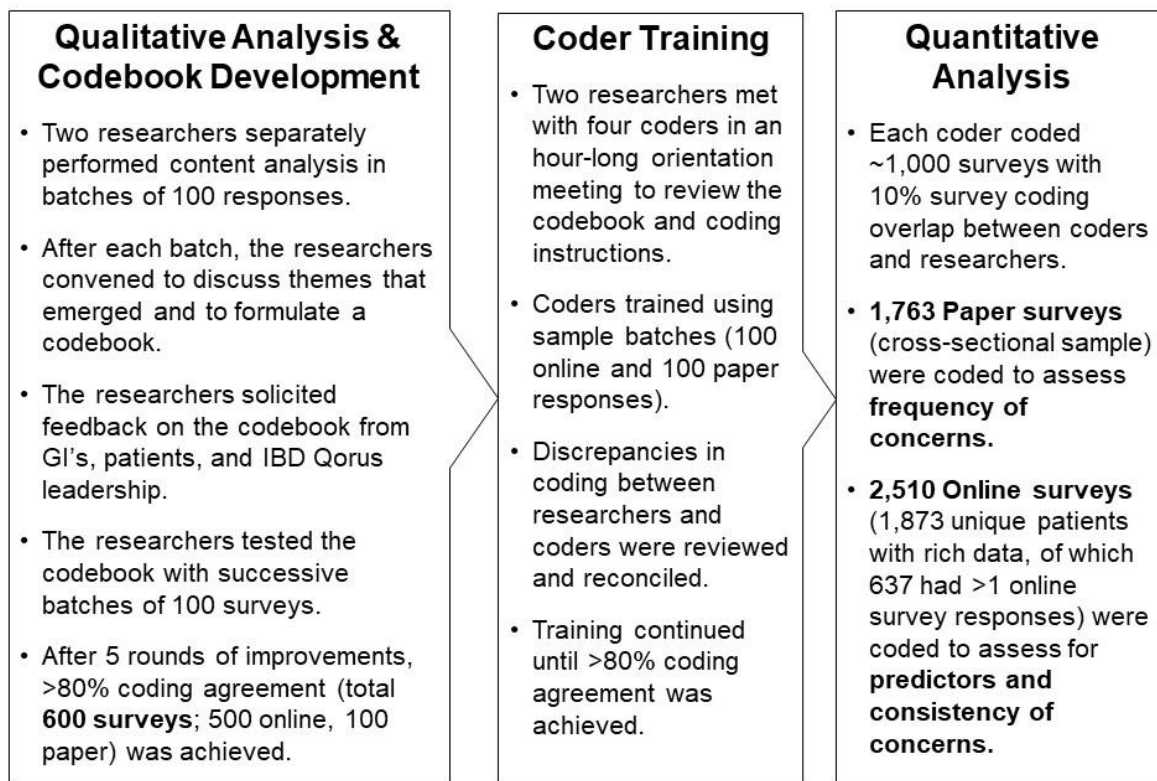 Qualitative Analysis &
Codebook Development
• Two researchers separately
performed content analysis in
batches of 100 responses.
• After each batch, the researchers
convened to discuss themes that
emerged and to formulate a
codebook.
• The researchers solicited
feedback on the codebook from
GI's, patients, and IBD Qorus
leadership.
• The researchers tested the
codebook with successive
batches of 100 surveys.
• After 5 rounds of improvements,
>80% coding agreement (total
600 surveys; 500 online, 100
paper) was achieved.
Coder Training
• Two researchers met
with four coders in an
hour-long orientation
meeting to review the
codebook and coding
instructions.
• Coders trained using
sample batches (100
online and 100 paper
responses).
• Discrepancies in
coding between
researchers and
coders were reviewed
and reconciled.
• Training continued
until >80% coding
agreement was
achieved.
Quantitative
Analysis
• Each coder coded
~1,000 surveys with
10% survey coding
overlap between coders
and researchers.
• 1,763 Paper surveys
(cross-sectional sample)
were coded to assess
frequency of
concerns.
• 2,510 Online surveys
(1,873 unique patients
with rich data, of which
637 had >1 online
survey responses) were
coded to assess for
predictors and
consistency of
concerns.